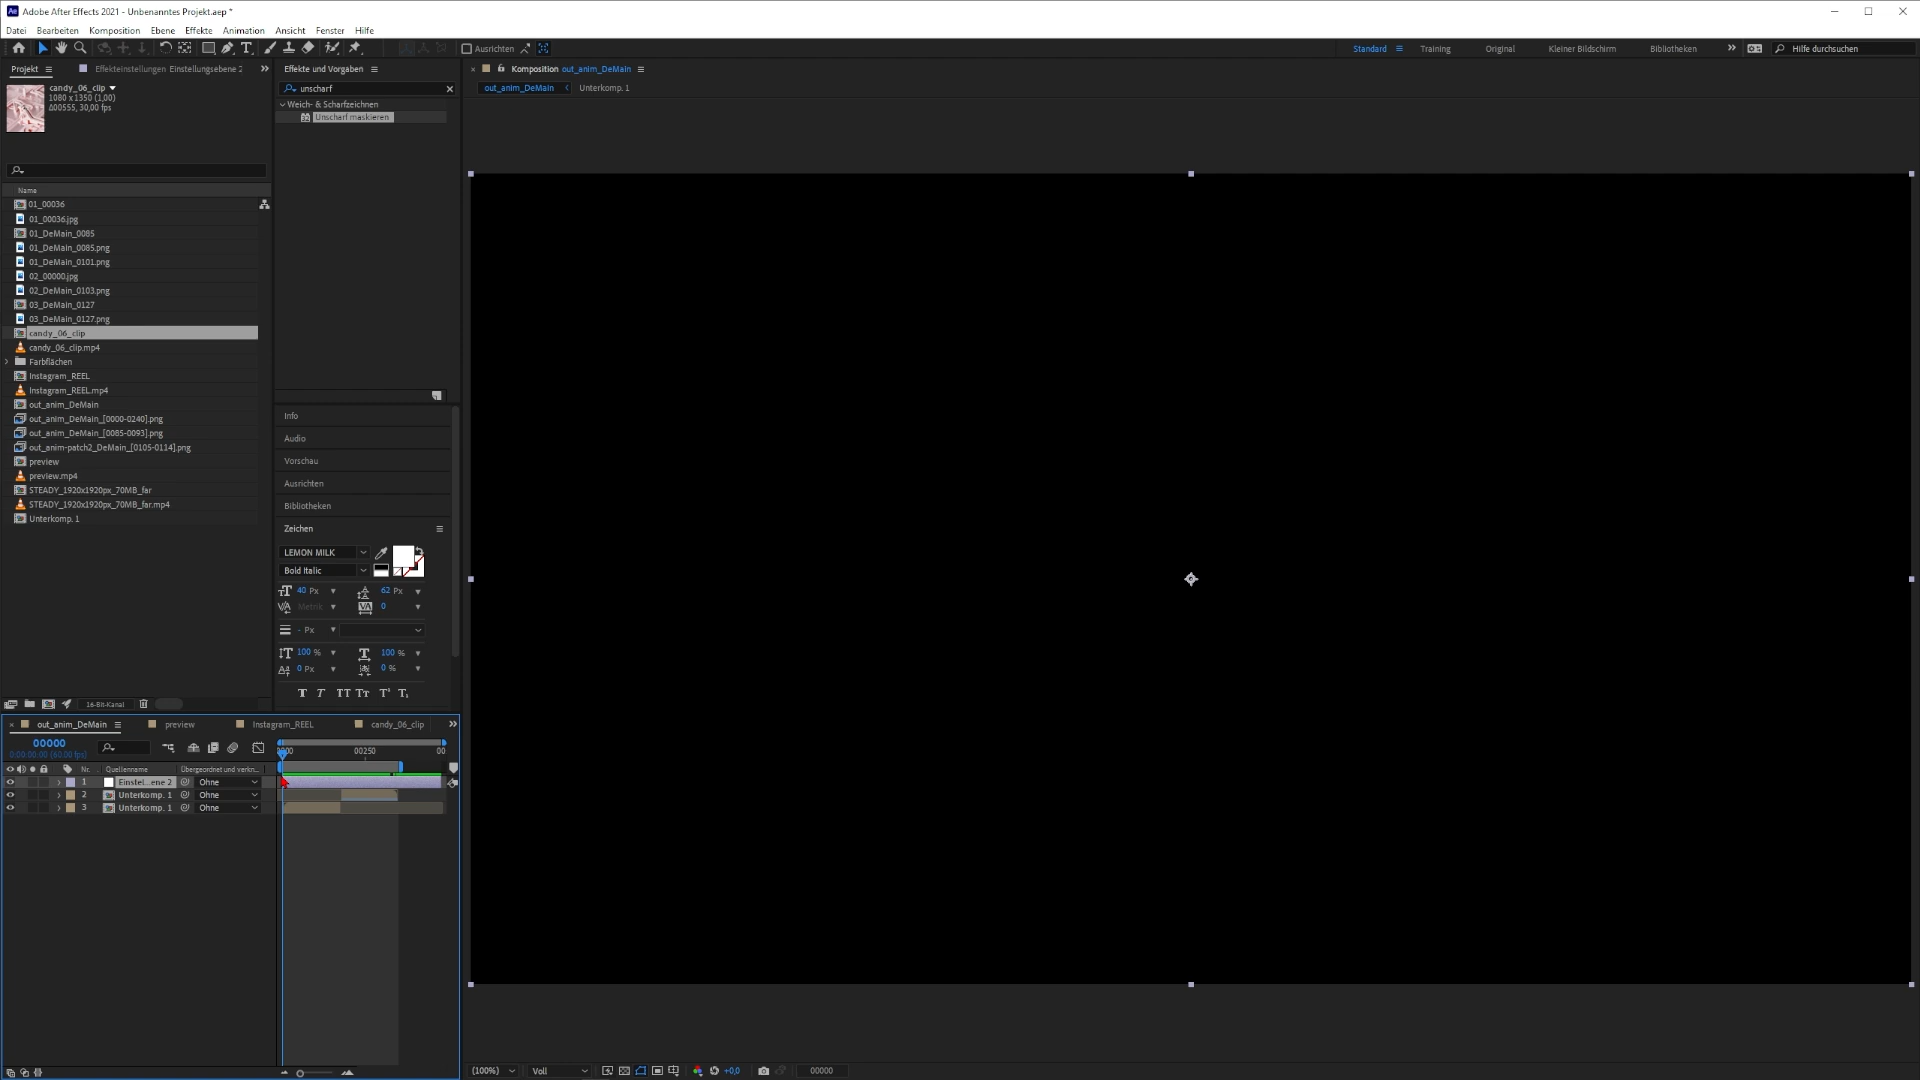 Adobe After Effects 2021 - Unbenanntes Projekt.aep *
Datei Bearbeiten Komposition Ebene Effekte Animation Ansicht Fenster Hilfe
Ausrichten
Standard Training Original Kleiner Bildschirm Bibliotheken Hilfe durchsuchen
Projekt Effekteinstellungen Einstellungsebene 2
candy_06_clip
1080 x 1350 (1,00)
Δ00555, 30,00 fps
Name
01_00036
01_00036.jpg
01_DeMain_0085
01_DeMain_0085.png
01_DeMain_0101.png
02_00000.jpg
02_DeMain_0103.png
03_DeMain_0127
03_DeMain_0127.png
candy_06_clip
candy_06_clip.mp4
Farbflächen
Instagram_REEL
Instagram_REEL.mp4
out_anim_DeMain
out_anim_DeMain_[0000-0240].png
out_anim_DeMain_[0085-0093].png
out_anim-patch2_DeMain_[0105-0114].png
preview
preview.mp4
STEADY_1920x1920px_70MB_far
STEADY_1920x1920px_70MB_far.mp4
Unterkomp. 1
16-Bit-Kanal
Effekte und Vorgaben
unscharf
Weich- & Scharfzeichnen
Unscharf maskieren
Info
Audio
Vorschau
Ausrichten
Bibliotheken
Zeichen
LEMON MILK
Bold Italic
40 Px 62 Px
Metrik 0
- Px
100 % 100 %
0 Px 0 %
Komposition out_anim_DeMain
out_anim_DeMain Unterkomp. 1
out_anim_DeMain preview Instagram_REEL candy_06_clip
00000
0:00:00:00 (60.00 fps)
00250
Nr. Quellenname Übergeordnet und verkn...
1 Einstel...ene 2 Ohne
2 Unterkomp. 1 Ohne
3 Unterkomp. 1 Ohne
(100%) Voll +0,0 00000